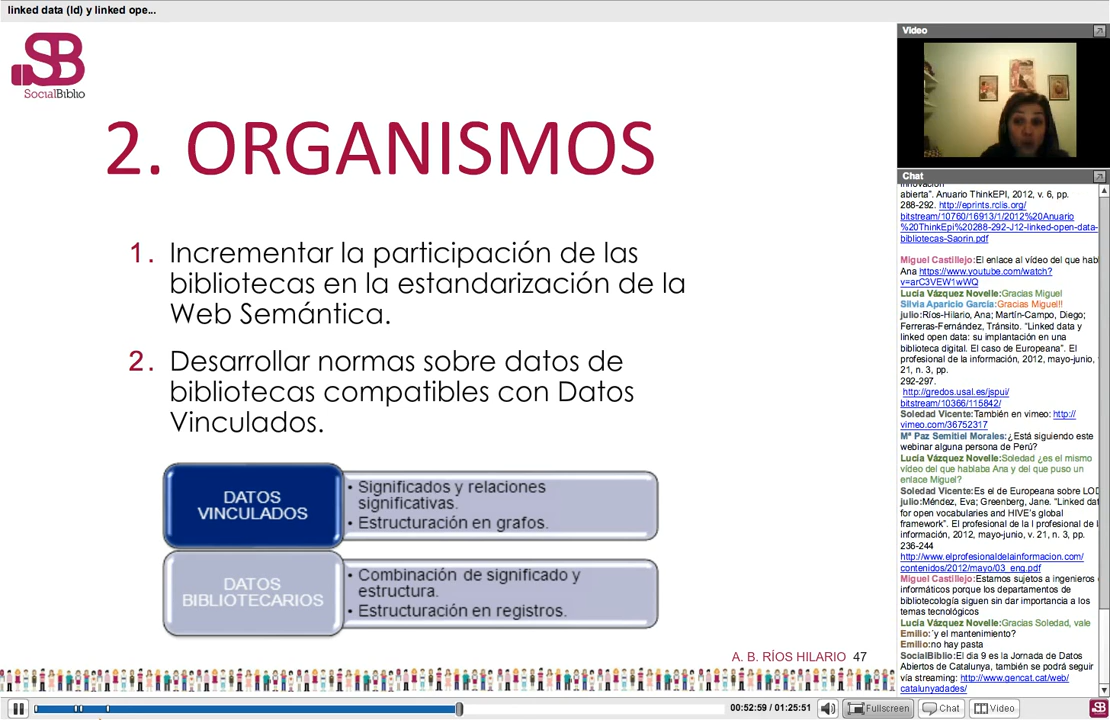 linked data (ld) y linked ope...
SB
SocialBiblio
2. ORGANISMOS
1. Incrementar la participación de las
bibliotecas en la estandarización de la
Web Semántica.
2. Desarrollar normas sobre datos de
bibliotecas compatibles con Datos
Vinculados.
DATOS
VINCULADOS
• Significados y relaciones
significativas.
• Estructuración en grafos.
DATOS
BIBLIOTECARIOS
• Combinación de significado y
estructura.
• Estructuración en registros.
A. B. RÍOS HILARIO 47
Video
Chat
abierta". Anuario ThinkEPI, 2012, v. 6, pp.
288-292. http://eprints.rclis.org/
bitstream/10760/16913/1/2012%20Anuario
%20ThinkEpi%20288-292-J12-linked-open-data-
bibliotecas-Saorin.pdf
Miguel Castillejo:El enlace al vídeo del que hab
Ana https://www.youtube.com/watch?
v=arC3VEW1wWQ
Lucía Vázquez Novelle:Gracias Miguel
Silvia Aparicio García:Gracias Miguel!!
julio:Ríos-Hilario, Ana; Martín-Campo, Diego;
Ferreras-Fernández, Tránsito. "Linked data y
linked open data: su implantación en una
biblioteca digital. El caso de Europeana". El
profesional de la información, 2012, mayo-junio, v.
21, n. 3, pp.
292-297.
http://gredos.usal.es/jspui/
bitstream/10366/115842/
Soledad Vicente:También en vimeo: http://
vimeo.com/36752317
Mª Paz Semitiel Morales:¿Está siguiendo este
webinar alguna persona de Perú?
Lucía Vázquez Novelle:Soledad ¿es el mismo
vídeo del que hablaba Ana y del que puso un
enlace Miguel?
Soledad Vicente:Es el de Europeana sobre LOD
julio:Méndez, Eva; Greenberg, Jane. "Linked dat
for open vocabularies and HIVE's global
framework". El profesional de la I profesional de l
información, 2012, mayo-junio, v. 21, n. 3, pp.
236-244
http://www.elprofesionaldelainformacion.com/
contenidos/2012/mayo/03_eng.pdf
Miguel Castillejo:Estamos sujetos a ingenieros
informáticos porque los departamentos de
bibliotecología siguen sin dar importancia a los
temas tecnológicos
Lucía Vázquez Novelle:Gracias Soledad, vale
Emilio:´y el mantenimiento?
Emilio:no hay pasta
SocialBiblio:El día 9 es la Jornada de Datos
Abiertos de Catalunya, también se podrá seguir
vía streaming: http://www.gencat.cat/web/
catalunyadades/
00:52:59 / 01:25:51
Fullscreen
Chat
Video
SB